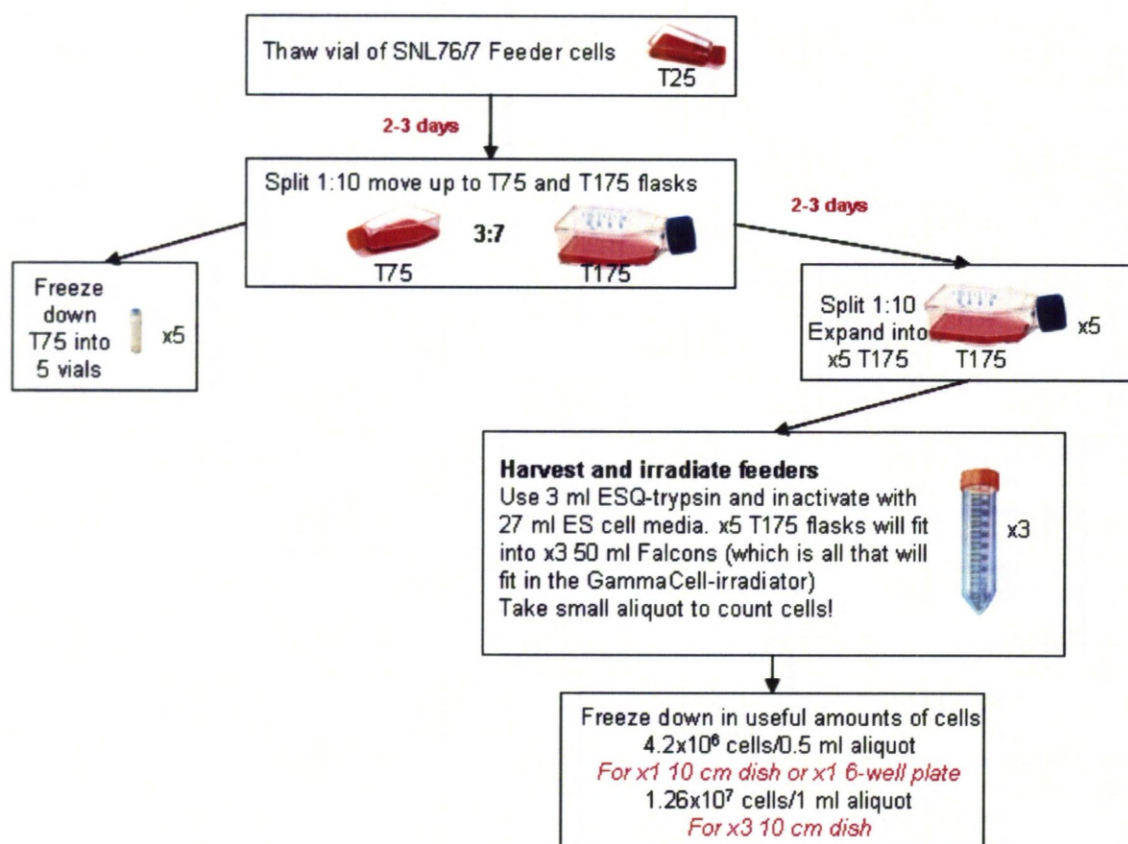 Thaw vial of SNL76/7 Feeder cells
T25
2-3 days
Split 1:10 move up to T75 and T175 flasks
3:7
T75
T175
2-3 days
Freeze
down
T75 into
5 vials
x5
Split 1:10
Expand into
x5 T175
T175
x5
Harvest and irradiate feeders
Use 3 ml ESQ-trypsin and inactivate with
27 ml ES cell media. x5 T175 flasks will fit
into x3 50 ml Falcons (which is all that will
fit in the GammaCell-irradiator)
Take small aliquot to count cells!
x3
Freeze down in useful amounts of cells
4.2x10⁶ cells/0.5 ml aliquot
For x1 10 cm dish or x1 6-well plate
1.26x10⁷ cells/1 ml aliquot
For x3 10 cm dish